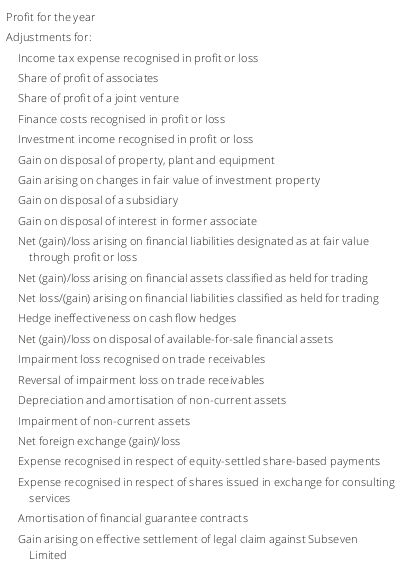 Profit for the year
Adjustments for:
Income tax expense recognised in profit or loss
Share of profit of associates
Share of profit of a joint venture
Finance costs recognised in profit or loss
Investment income recognised in profit or loss
Gain on disposal of property, plant and equipment
Gain arising on changes in fair value of investment property
Gain on disposal of a subsidiary
Gain on disposal of interest in former associate
Net (gain)/loss arising on financial liabilities designated as at fair value
through profit or loss
Net (gain)/loss arising on financial assets classified as held for trading
Net loss/(gain) arising on financial liabilities classified as held for trading
Hedge ineffectiveness on cash flow hedges
Net (gain)/loss on disposal of available-for-sale financial assets
Impairment loss recognised on trade receivables
Reversal of impairment loss on trade receivables
Depreciation and amortisation of non-current assets
Impairment of non-current assets
Net foreign exchange (gain)/loss
Expense recognised in respect of equity-settled share-based payments
Expense recognised in respect of shares issued in exchange for consulting
services
Amortisation of financial guarantee contracts
Gain arising on effective settlement of legal claim against Subseven
Limited